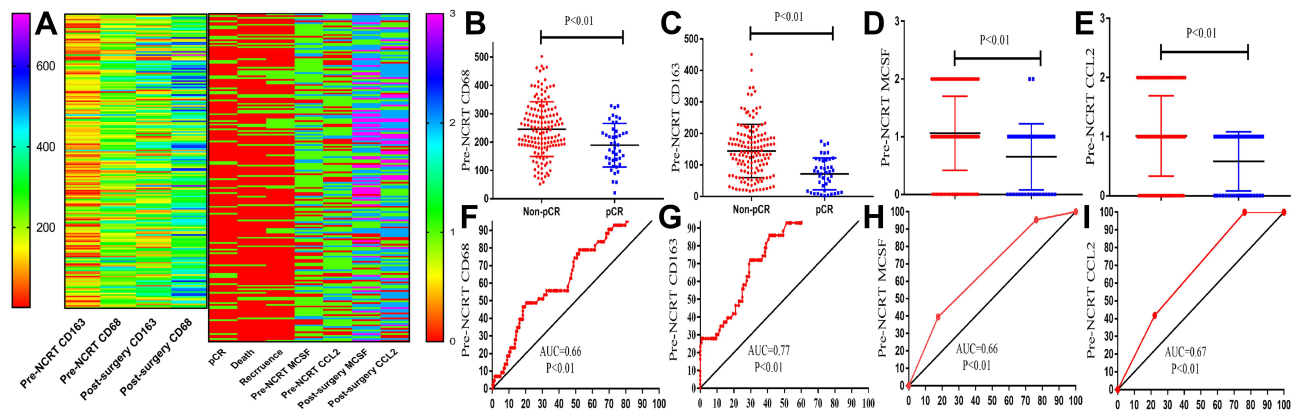 A
600
400
200
Pre-NCRT CD163
Pre-NCRT CD68
Post-surgery CD163
Post-surgery CD68
3
2
1
0
pCR
Death
Recrruence
Pre-NCRT MCSF
Pre-NCRT CCL2
Post-surgery MCSF
Post-surgery CCL2
B
P<0.01
Pre-NCRT CD68
500
400
300
200
100
0
Non-pCR
pCR
C
P<0.01
Pre-NCRT CD163
500
400
300
200
100
0
Non-pCR
pCR
D
P<0.01
Pre-NCRT MCSF
3
2
1
0
E
P<0.01
Pre-NCRT CCL2
3
2
1
0
F
Pre-NCRT CD68
90
80
70
60
50
40
30
20
10
0
AUC=0.66
P<0.01
0 10 20 30 40 50 60 70 80 90 100
G
Pre-NCRT CD163
90
80
70
60
50
40
30
20
10
0
AUC=0.77
P<0.01
0 10 20 30 40 50 60 70 80 90 100
H
Pre-NCRT MCSF
100
90
80
70
60
50
40
30
20
10
0
AUC=0.66
P<0.01
0 10 20 30 40 50 60 70 80 90 100
I
Pre-NCRT CCL2
100
90
80
70
60
50
40
30
20
10
0
AUC=0.67
P<0.01
0 10 20 30 40 50 60 70 80 90 100